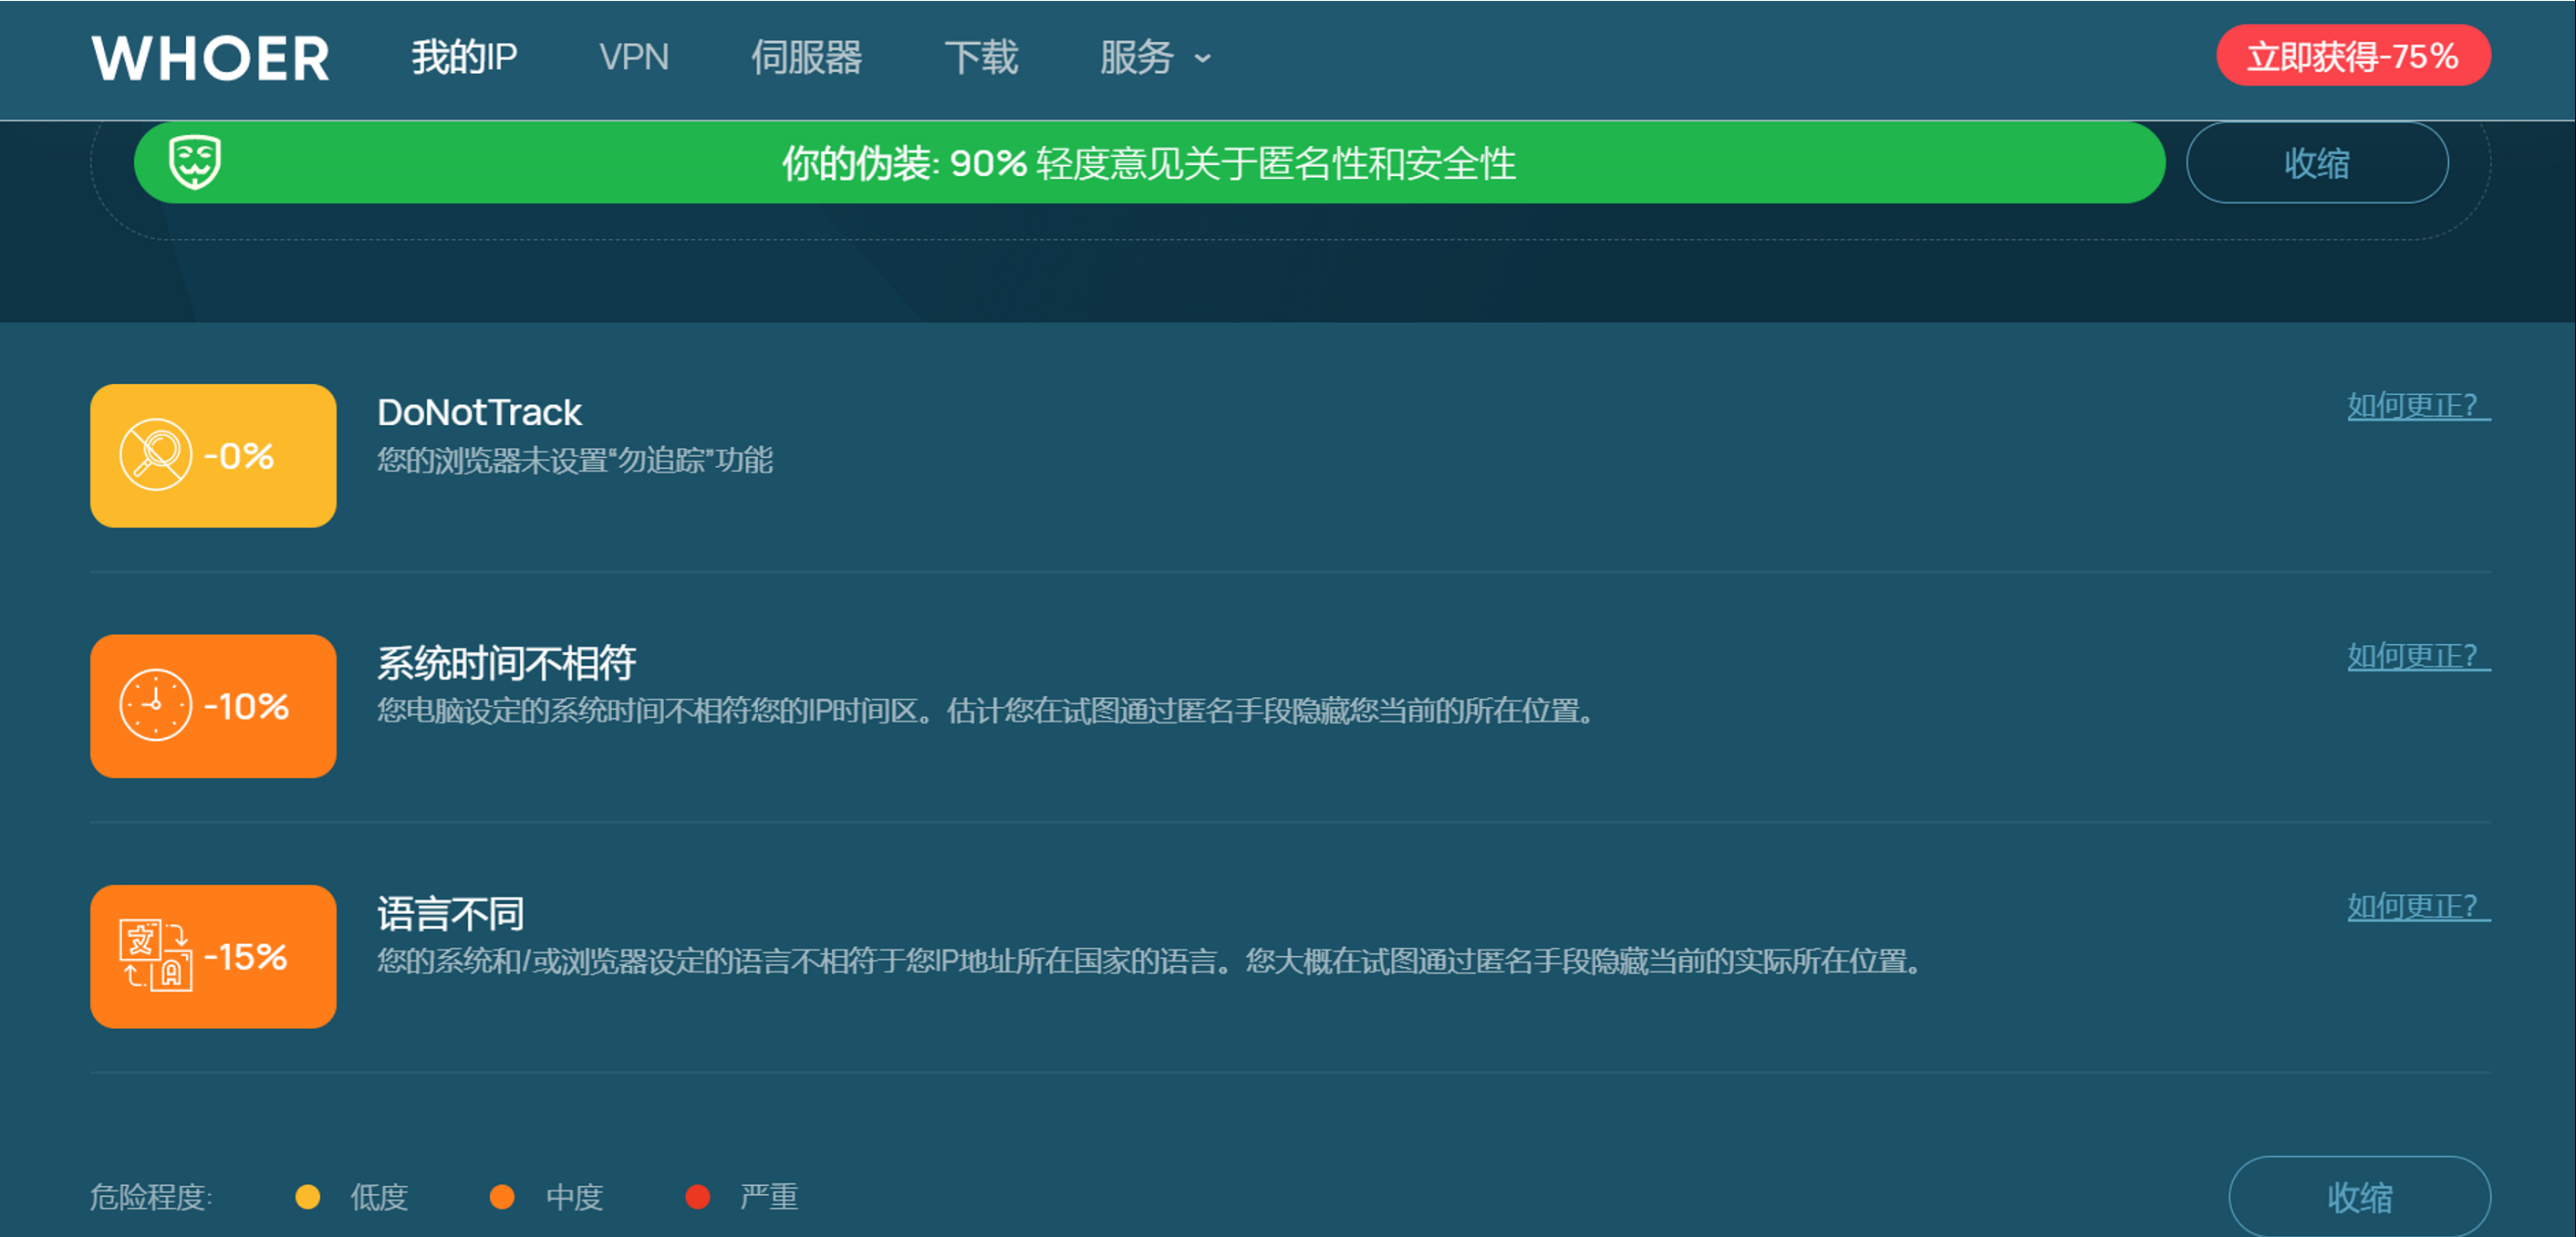 WHOER 我的IP VPN 伺服器 下载 服务 立即获得-75%
你的伪装: 90% 轻度意见关于匿名性和安全性 收缩
DoNotTrack 如何更正?
-0%
您的浏览器未设置“勿追踪”功能
系统时间不相符 如何更正?
-10%
您电脑设定的系统时间不相符您的IP时间区。估计您在试图通过匿名手段隐藏您当前的所在位置。
语言不同 如何更正?
文 A -15%
您的系统和/或浏览器设定的语言不相符于您IP地址所在国家的语言。您大概在试图通过匿名手段隐藏当前的实际所在位置。
危险程度: 低度 中度 严重 收缩